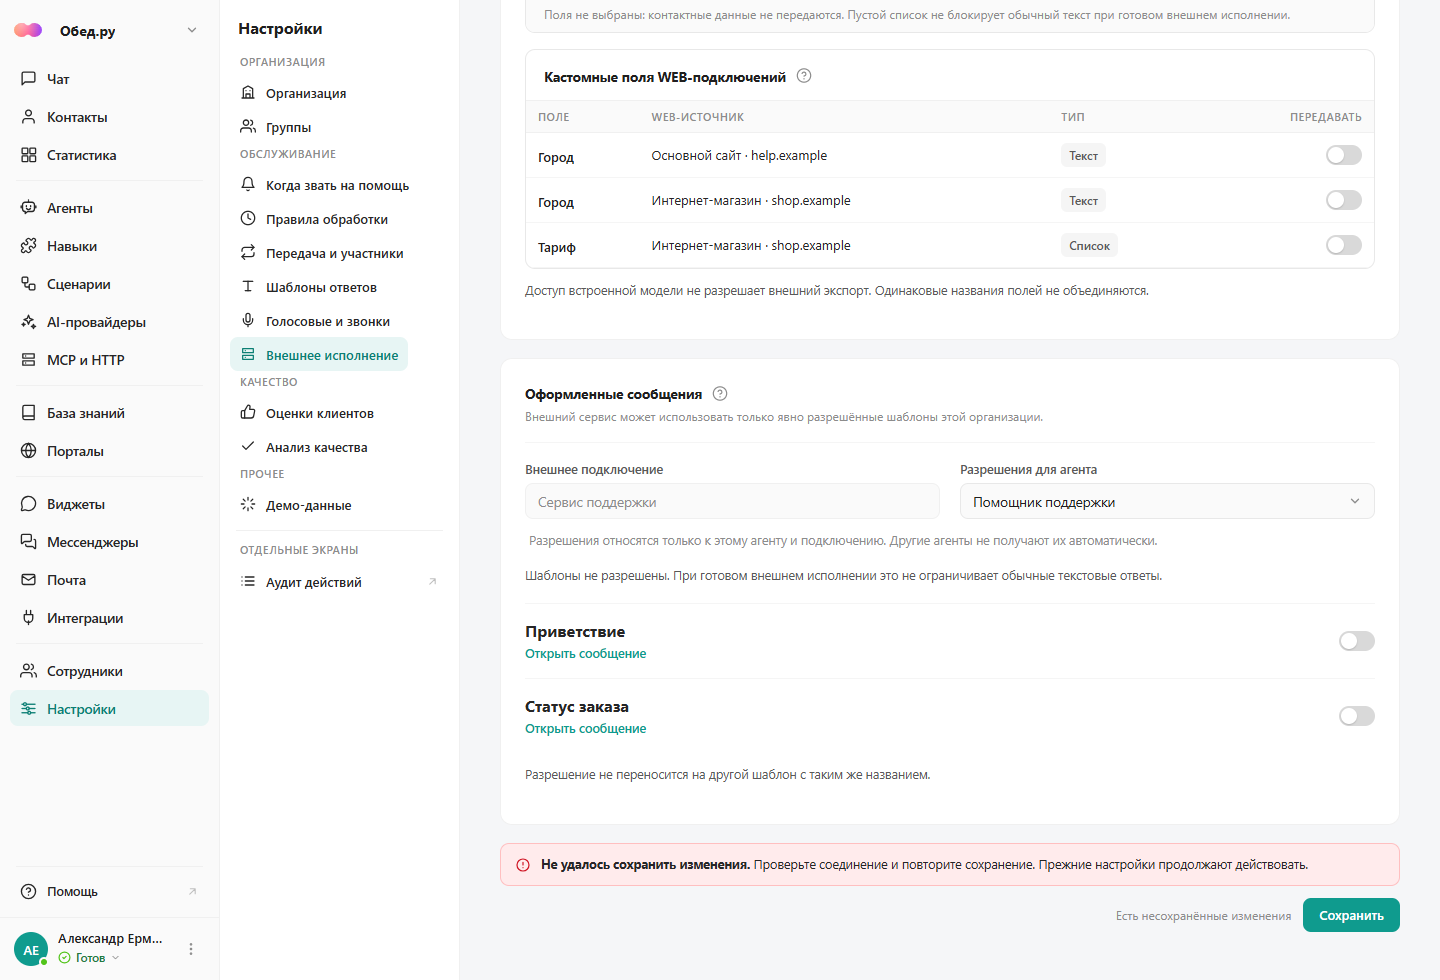 Обед.ру
Чат
Контакты
Статистика
Агенты
Навыки
Сценарии
AI-провайдеры
MCP и HTTP
База знаний
Порталы
Виджеты
Мессенджеры
Почта
Интеграции
Сотрудники
Настройки
Помощь
АЕ
Александр Ерм...
Готов
Настройки
ОРГАНИЗАЦИЯ
Организация
Группы
ОБСЛУЖИВАНИЕ
Когда звать на помощь
Правила обработки
Передача и участники
Шаблоны ответов
Голосовые и звонки
Внешнее исполнение
КАЧЕСТВО
Оценки клиентов
Анализ качества
ПРОЧЕЕ
Демо-данные
ОТДЕЛЬНЫЕ ЭКРАНЫ
Аудит действий
Поля не выбраны: контактные данные не передаются. Пустой список не блокирует обычный текст при готовом внешнем исполнении.
Кастомные поля WEB-подключений
ПОЛЕ WEB-ИСТОЧНИК ТИП ПЕРЕДАВАТЬ
Город Основной сайт · help.example Текст
Город Интернет-магазин · shop.example Текст
Тариф Интернет-магазин · shop.example Список
Доступ встроенной модели не разрешает внешний экспорт. Одинаковые названия полей не объединяются.
Оформленные сообщения
Внешний сервис может использовать только явно разрешённые шаблоны этой организации.
Внешнее подключение Разрешения для агента
Сервис поддержки Помощник поддержки
Разрешения относятся только к этому агенту и подключению. Другие агенты не получают их автоматически.
Шаблоны не разрешены. При готовом внешнем исполнении это не ограничивает обычные текстовые ответы.
Приветствие
Открыть сообщение
Статус заказа
Открыть сообщение
Разрешение не переносится на другой шаблон с таким же названием.
Не удалось сохранить изменения. Проверьте соединение и повторите сохранение. Прежние настройки продолжают действовать.
Есть несохранённые изменения Сохранить